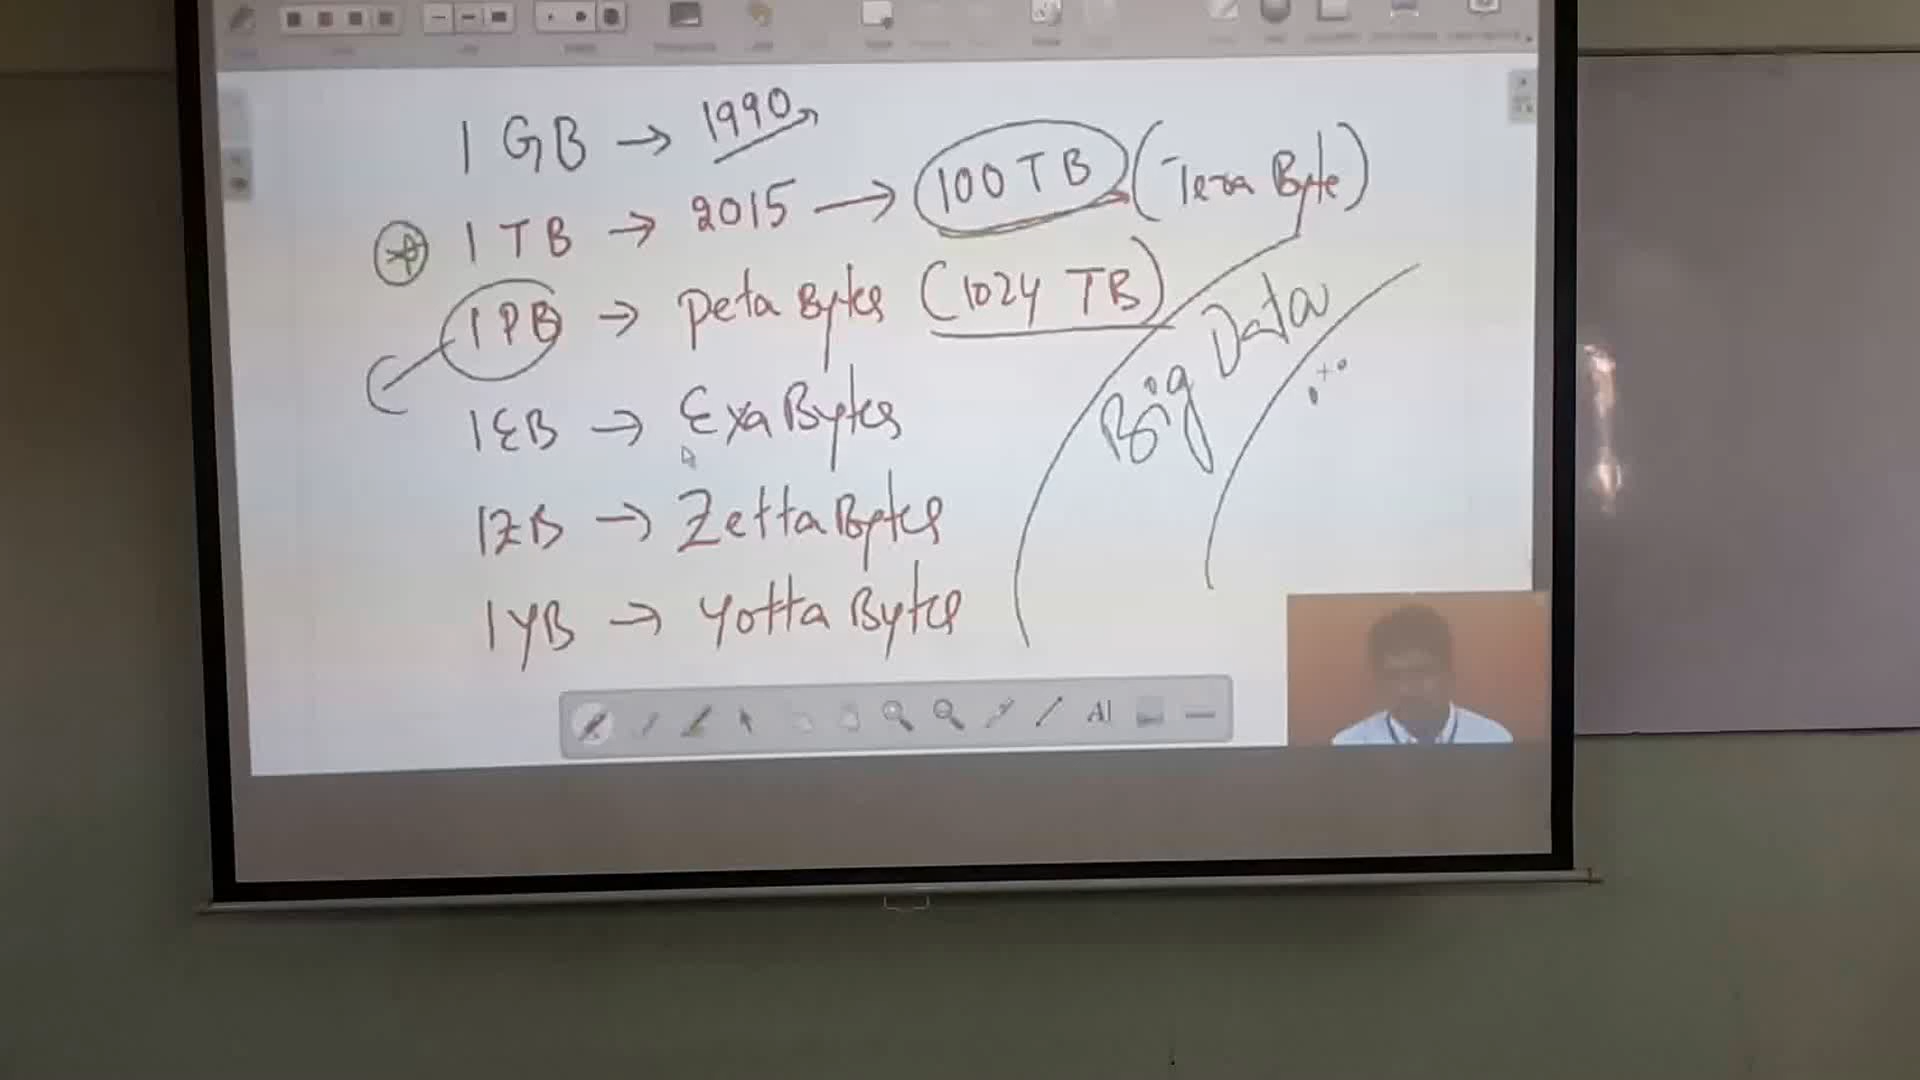 1 GB → 1990
1 TB → 2015 → 100 TB (Tera Byte)
1 PB → Peta Bytes (1024 TB)
1 EB → Exa Bytes
1 ZB → Zetta Bytes
1 YB → Yotta Bytes
Big Data
A|